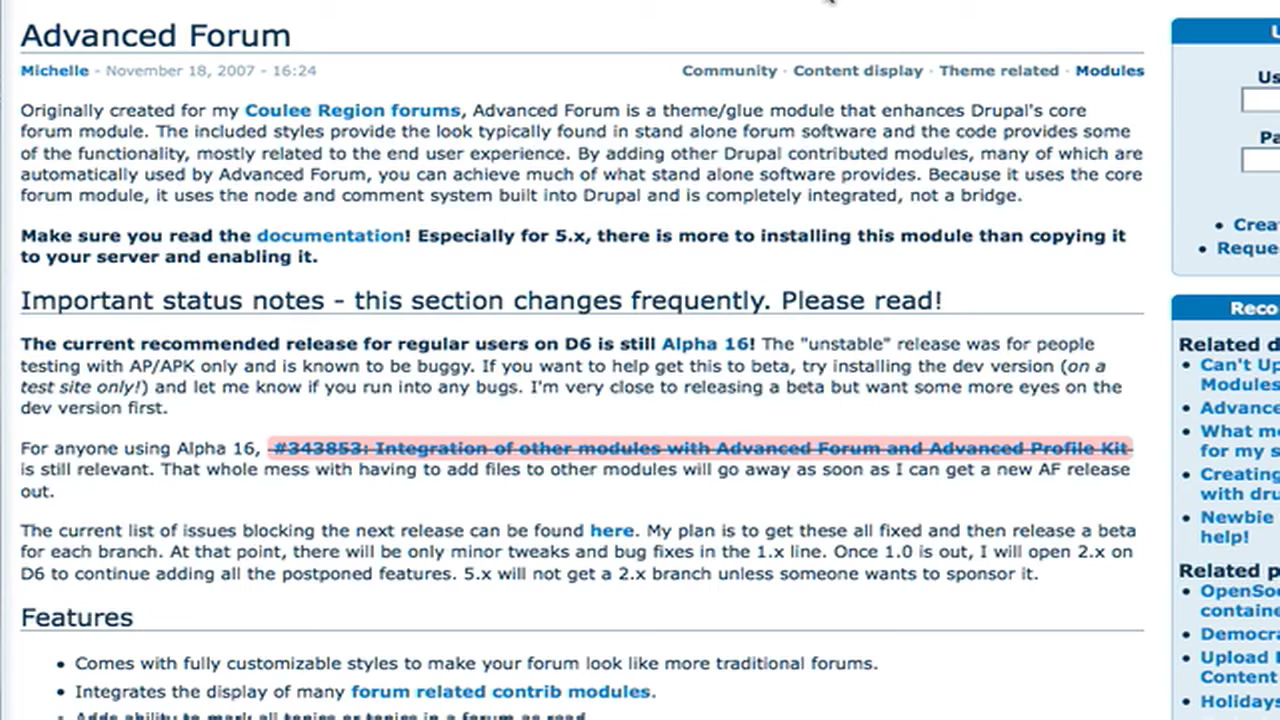 Advanced Forum
Michelle - November 18, 2007 - 16:24
Community · Content display · Theme related · Modules
Originally created for my Coulee Region forums, Advanced Forum is a theme/glue module that enhances Drupal's core
forum module. The included styles provide the look typically found in stand alone forum software and the code provides some
of the functionality, mostly related to the end user experience. By adding other Drupal contributed modules, many of which are
automatically used by Advanced Forum, you can achieve much of what stand alone software provides. Because it uses the core
forum module, it uses the node and comment system built into Drupal and is completely integrated, not a bridge.
Make sure you read the documentation! Especially for 5.x, there is more to installing this module than copying it
to your server and enabling it.
Important status notes - this section changes frequently. Please read!
The current recommended release for regular users on D6 is still Alpha 16! The "unstable" release was for people
testing with AP/APK only and is known to be buggy. If you want to help get this to beta, try installing the dev version (on a
test site only!) and let me know if you run into any bugs. I'm very close to releasing a beta but want some more eyes on the
dev version first.
For anyone using Alpha 16, #343853: Integration of other modules with Advanced Forum and Advanced Profile Kit
is still relevant. That whole mess with having to add files to other modules will go away as soon as I can get a new AF release
out.
The current list of issues blocking the next release can be found here. My plan is to get these all fixed and then release a beta
for each branch. At that point, there will be only minor tweaks and bug fixes in the 1.x line. Once 1.0 is out, I will open 2.x on
D6 to continue adding all the postponed features. 5.x will not get a 2.x branch unless someone wants to sponsor it.
Features
• Comes with fully customizable styles to make your forum look like more traditional forums.
• Integrates the display of many forum related contrib modules.
• Adds ability to mark all topics or topics in a forum as read
Us
Pa
• Crea
• Reque
Reco
Related d
• Can't Up
Modules
• Advance
• What mo
for my s
• Creating
with dru
• Newbie
help!
Related p
• OpenSou
containe
• Democra
• Upload I
Content
• Holidays